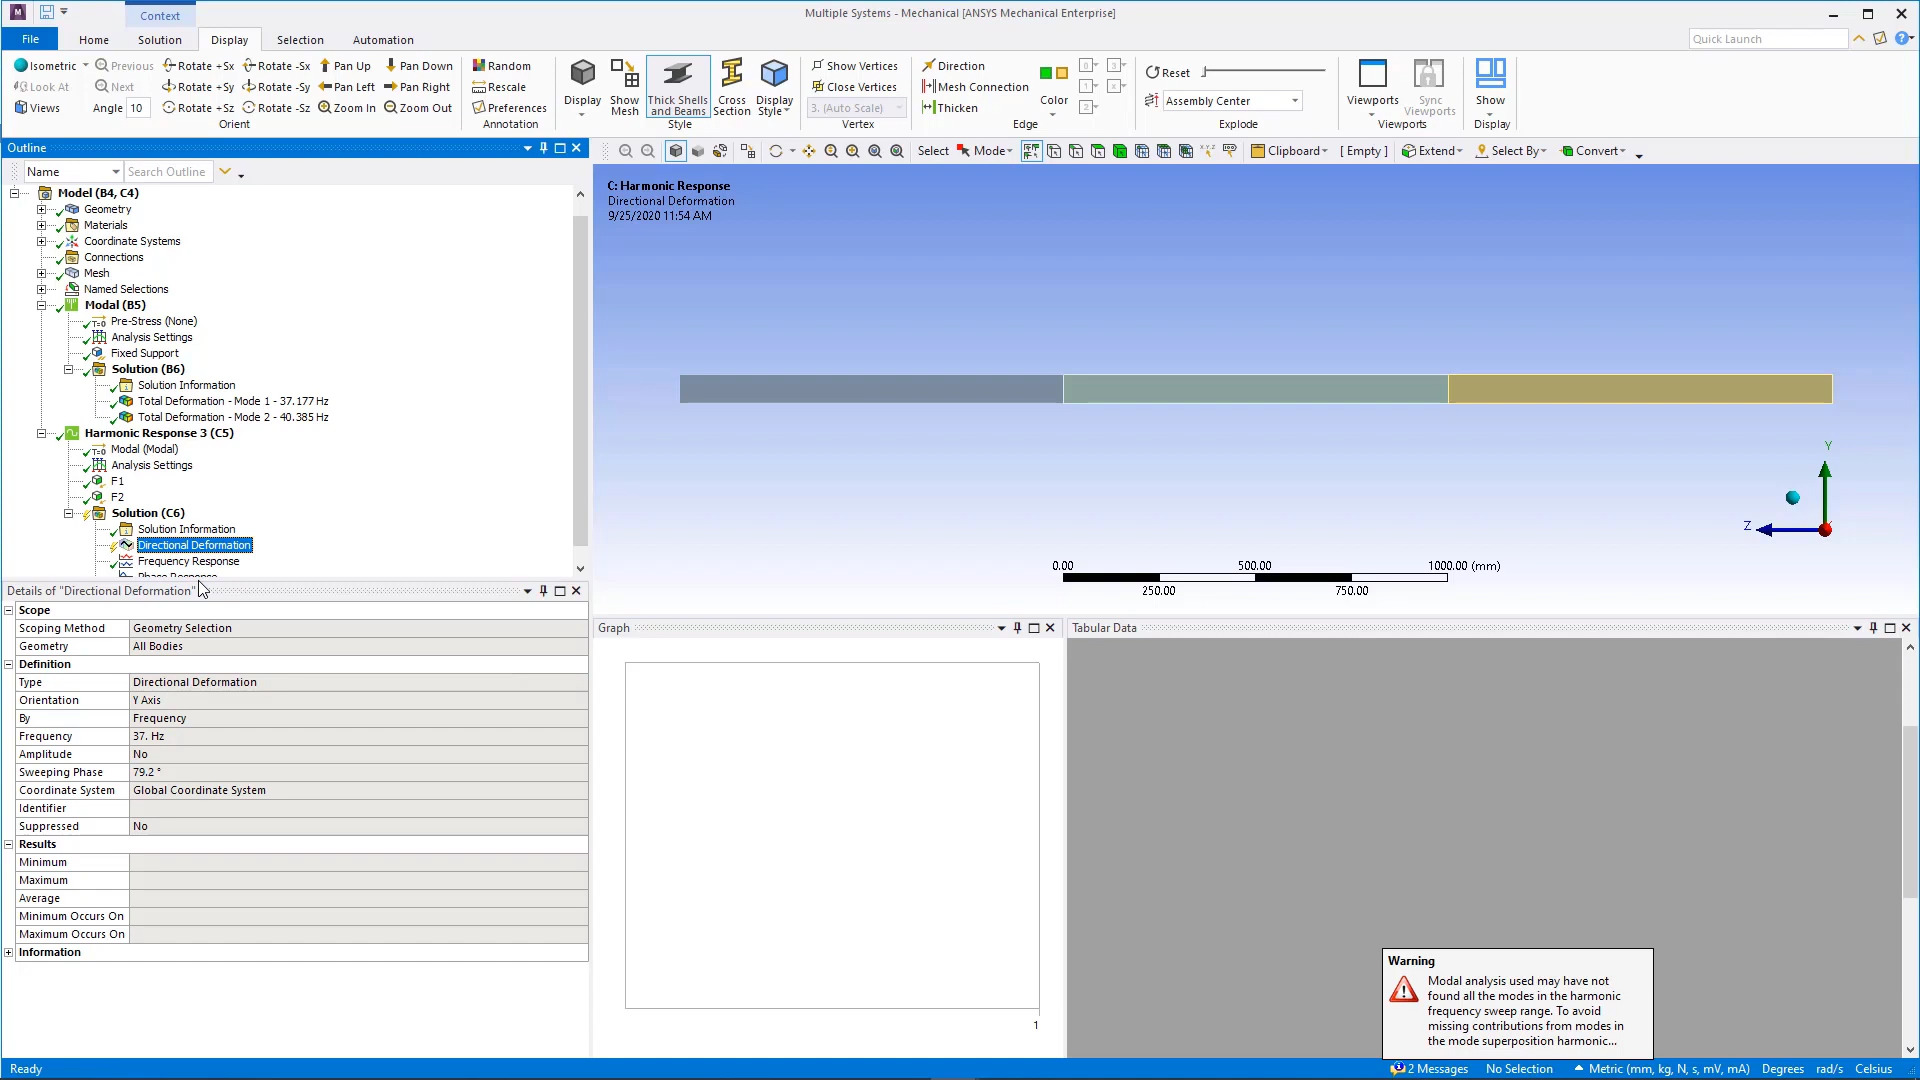 Context
Multiple Systems - Mechanical [ANSYS Mechanical Enterprise]
File
Home
Solution
Display
Selection
Automation
Quick Launch
Isometric
Previous
Rotate +Sx
Rotate -Sx
Pan Up
Pan Down
Random
Look At
Next
Rotate +Sy
Rotate -Sy
Pan Left
Pan Right
Rescale
Views
Angle 10
Rotate +Sz
Rotate -Sz
Zoom In
Zoom Out
Preferences
Orient
Annotation
Display
Show Mesh
Thick Shells and Beams
Cross Section
Display Style
Style
Show Vertices
Close Vertices
3. (Auto Scale)
Vertex
Direction
Mesh Connection
Thicken
Color
Edge
Reset
Assembly Center
Explode
Viewports
Sync Viewports
Viewports
Show
Display
Outline
Name
Search Outline
Select
Mode
Clipboard
[ Empty ]
Extend
Select By
Convert
Model (B4, C4)
Geometry
Materials
Coordinate Systems
Connections
Mesh
Named Selections
Modal (B5)
Pre-Stress (None)
Analysis Settings
Fixed Support
Solution (B6)
Solution Information
Total Deformation - Mode 1 - 37.177 Hz
Total Deformation - Mode 2 - 40.385 Hz
Harmonic Response 3 (C5)
Modal (Modal)
Analysis Settings
F1
F2
Solution (C6)
Solution Information
Directional Deformation
Frequency Response
Phase Response
C: Harmonic Response
Directional Deformation
9/25/2020 11:54 AM
Y
Z
0.00
500.00
1000.00 (mm)
250.00
750.00
Details of "Directional Deformation"
Scope
Scoping Method Geometry Selection
Geometry All Bodies
Definition
Type Directional Deformation
Orientation Y Axis
By Frequency
Frequency 37. Hz
Amplitude No
Sweeping Phase 79.2 °
Coordinate System Global Coordinate System
Identifier
Suppressed No
Results
Minimum
Maximum
Average
Minimum Occurs On
Maximum Occurs On
Information
Graph
1
Tabular Data
Warning
Modal analysis used may have not
found all the modes in the harmonic
frequency sweep range. To avoid
missing contributions from modes in
the mode superposition harmonic...
Ready
2 Messages
No Selection
Metric (mm, kg, N, s, mV, mA)
Degrees
rad/s
Celsius